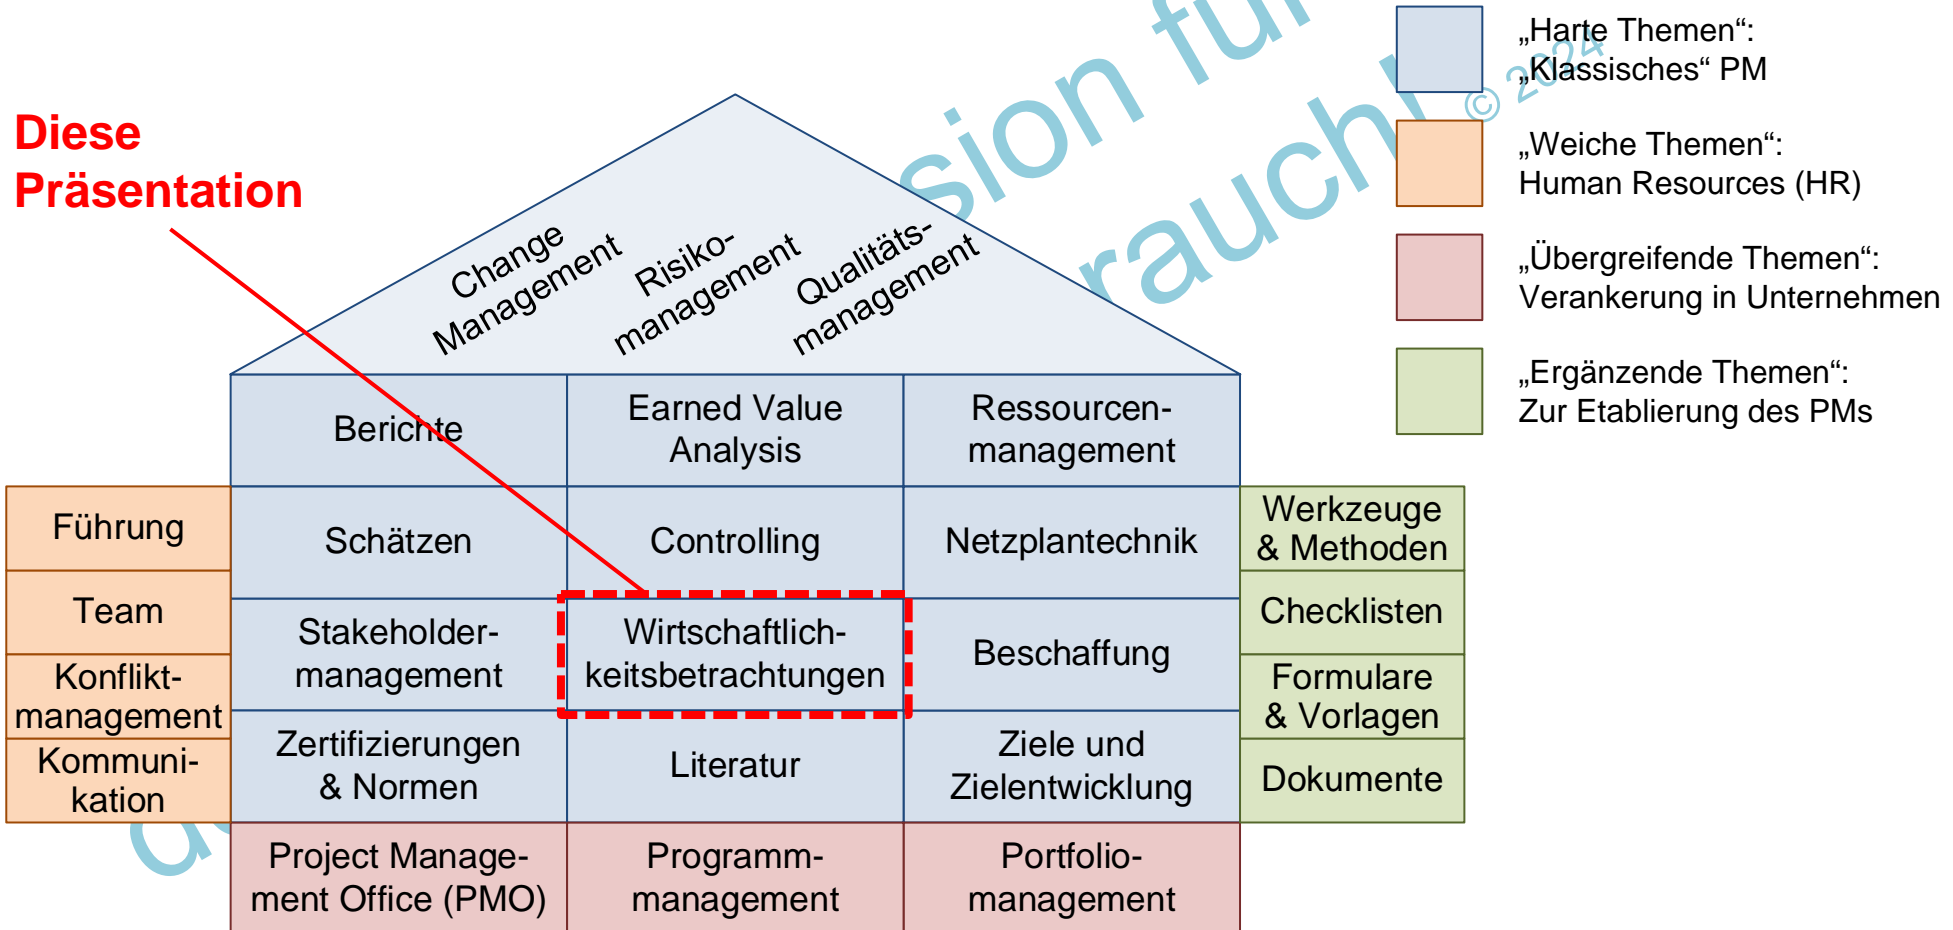 „Harte Themen“:
„Klassisches“ PM
© 2024
„Weiche Themen“:
Human Resources (HR)
„Übergreifende Themen“:
Verankerung in Unternehmen
„Ergänzende Themen“:
Zur Etablierung des PMs
Diese
Präsentation
Change
Management
Risiko-
management
Qualitäts-
management
Berichte
Earned Value
Analysis
Ressourcen-
management
Führung
Team
Konflikt-
management
Kommuni-
kation
Schätzen
Controlling
Netzplantechnik
Stakeholder-
management
Wirtschaftlich-
keitsbetrachtungen
Beschaffung
Zertifizierungen
& Normen
Literatur
Ziele und
Zielentwicklung
Werkzeuge
& Methoden
Checklisten
Formulare
& Vorlagen
Dokumente
Project Manage-
ment Office (PMO)
Programm-
management
Portfolio-
management